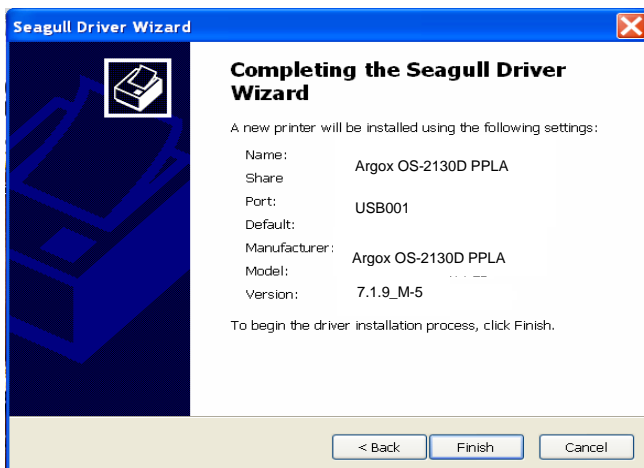 Seagull Driver Wizard
Completing the Seagull Driver
Wizard
A new printer will be installed using the following settings:
Name:
Argox OS-2130D PPLA
Share
Port:
USB001
Default:
Manufacturer:
Argox OS-2130D PPLA
Model:
Version:
7.1.9_M-5
To begin the driver installation process, click Finish.
< Back
Finish
Cancel